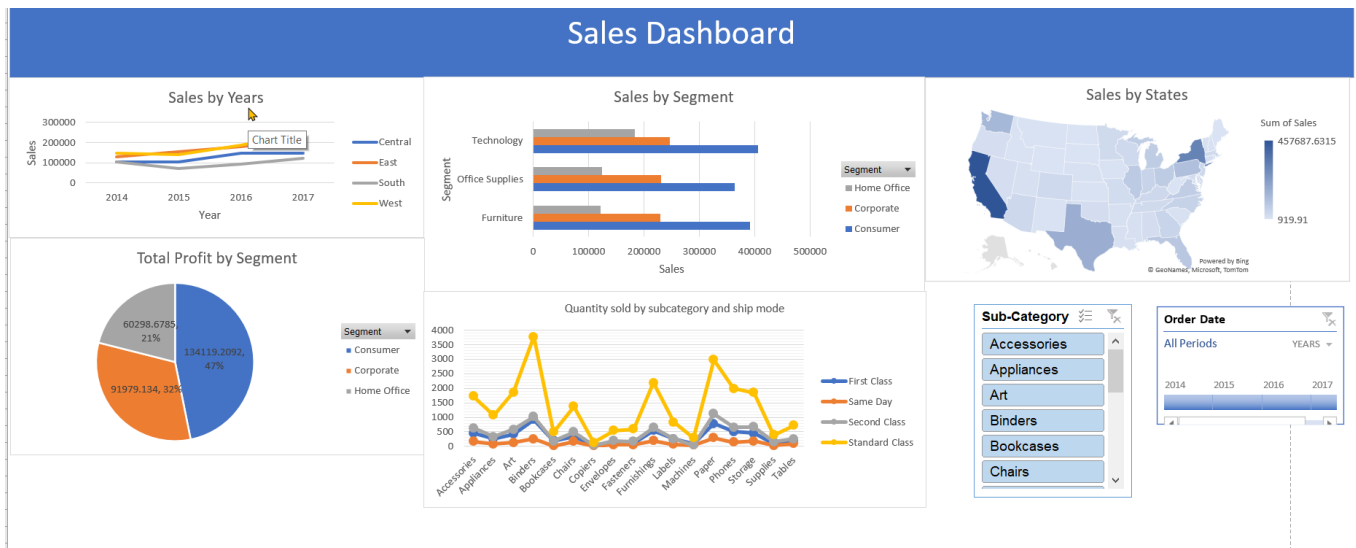 Sales Dashboard
Sales by Years
300000
200000
100000
0
Sales
2014 2015 2016 2017
Year
Chart Title
Central
East
South
West
Sales by Segment
Segment
Technology
Office Supplies
Furniture
0 100000 200000 300000 400000 500000
Sales
Segment
Home Office
Corporate
Consumer
Sales by States
Sum of Sales
457687.6315
919.91
Powered by Bing
© GeoNames, Microsoft, TomTom
Total Profit by Segment
60298.6785,
21%
134119.2092,
47%
91979.134, 32%
Segment
Consumer
Corporate
Home Office
Quantity sold by subcategory and ship mode
4000
3500
3000
2500
2000
1500
1000
500
0
Accessories
Appliances
Art
Binders
Bookcases
Chairs
Copiers
Envelopes
Fasteners
Furnishings
Labels
Machines
Paper
Phones
Storage
Supplies
Tables
First Class
Same Day
Second Class
Standard Class
Sub-Category
Accessories
Appliances
Art
Binders
Bookcases
Chairs
Order Date
All Periods YEARS
2014 2015 2016 2017